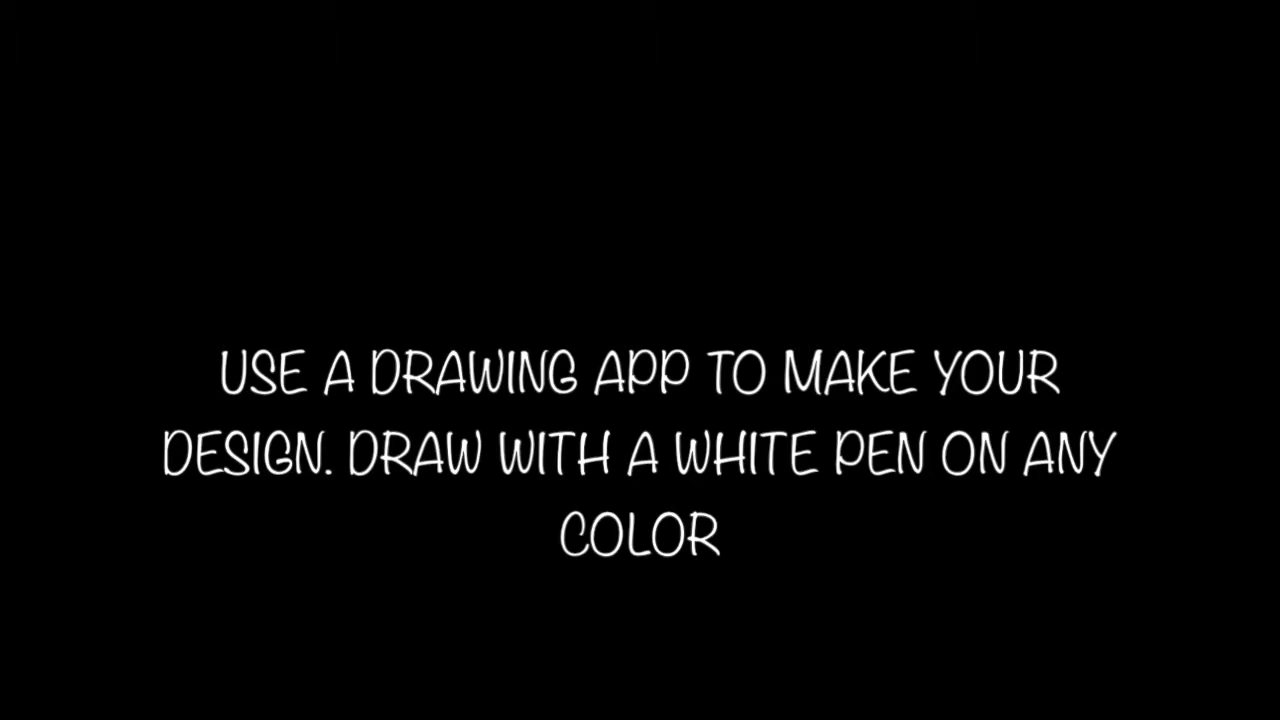 USE A DRAWING APP TO MAKE YOUR
DESIGN. DRAW WITH A WHITE PEN ON ANY
COLOR